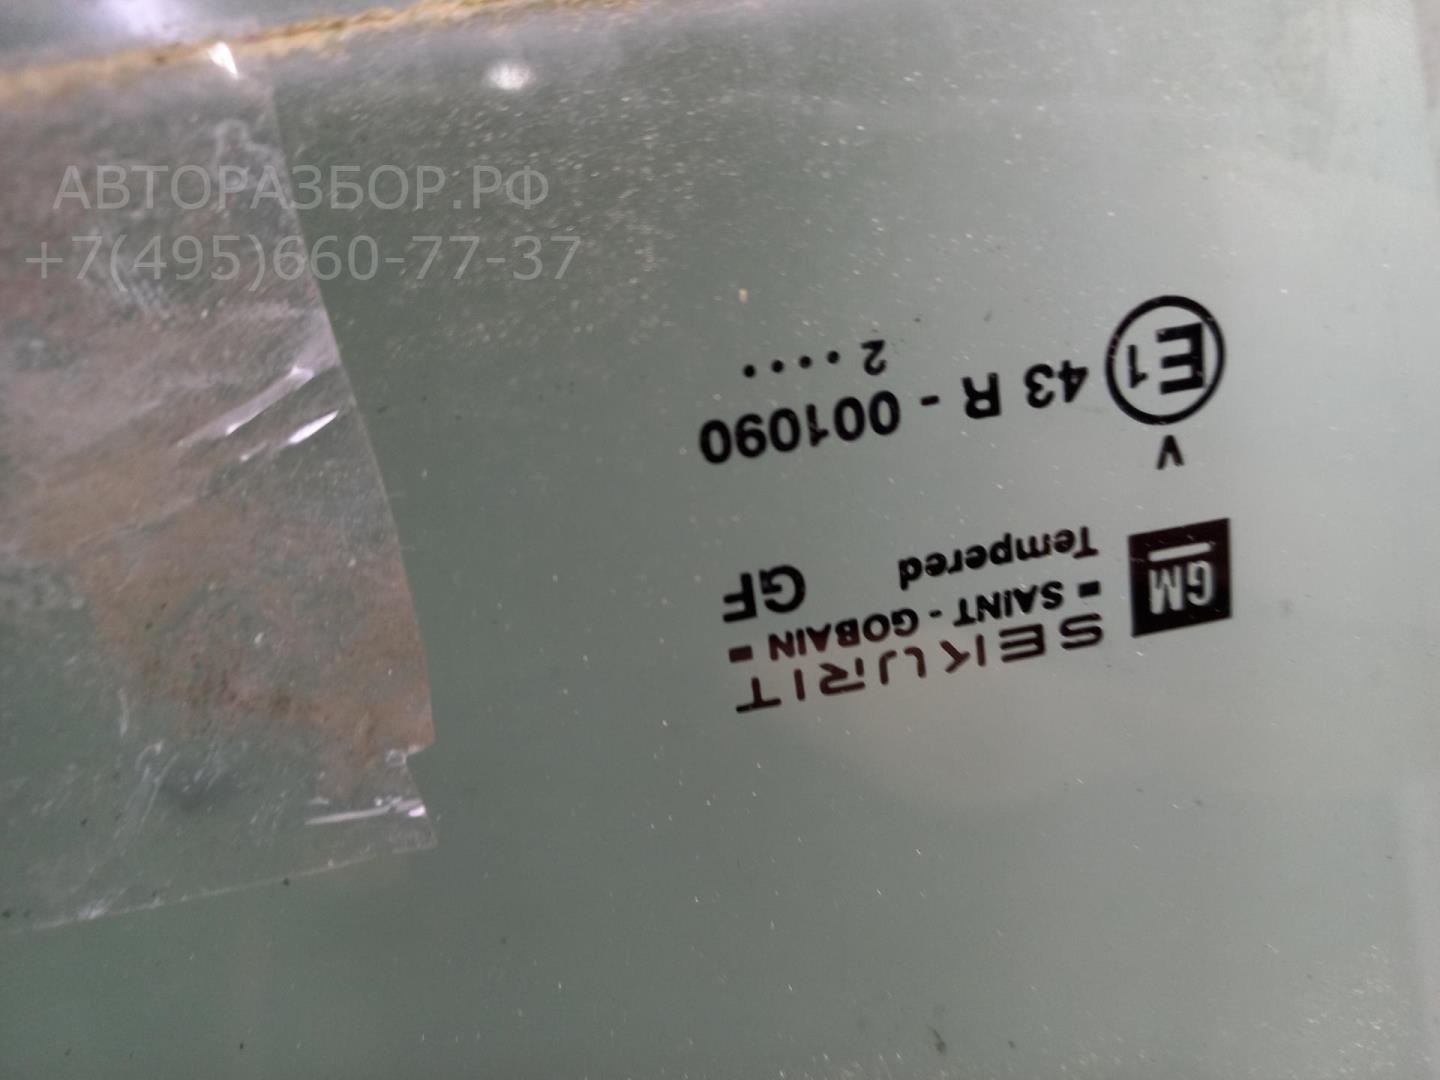 АВТОРАЗБОР.РФ
+7(495)660-77-37
SEKURIT
▪ SAINT - GOBAIN ▪
GM
Tempered GF
V
E1 43 R - 001090
2 ....